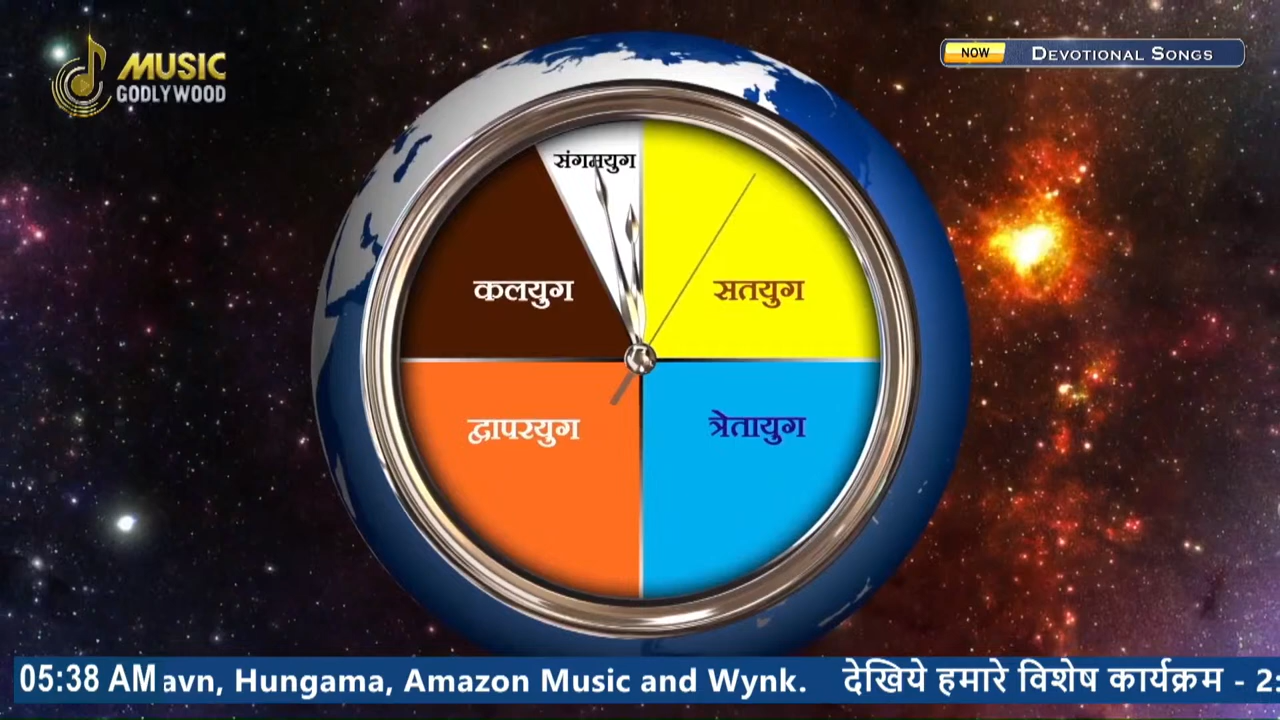 MUSIC
GODLYWOOD
NOW DEVOTIONAL SONGS
संगमयुग
कलयुग
सतयुग
द्वापरयुग
त्रेतायुग
05:38 AM avn, Hungama, Amazon Music and Wynk. देखिये हमारे विशेष कार्यक्रम - 2: